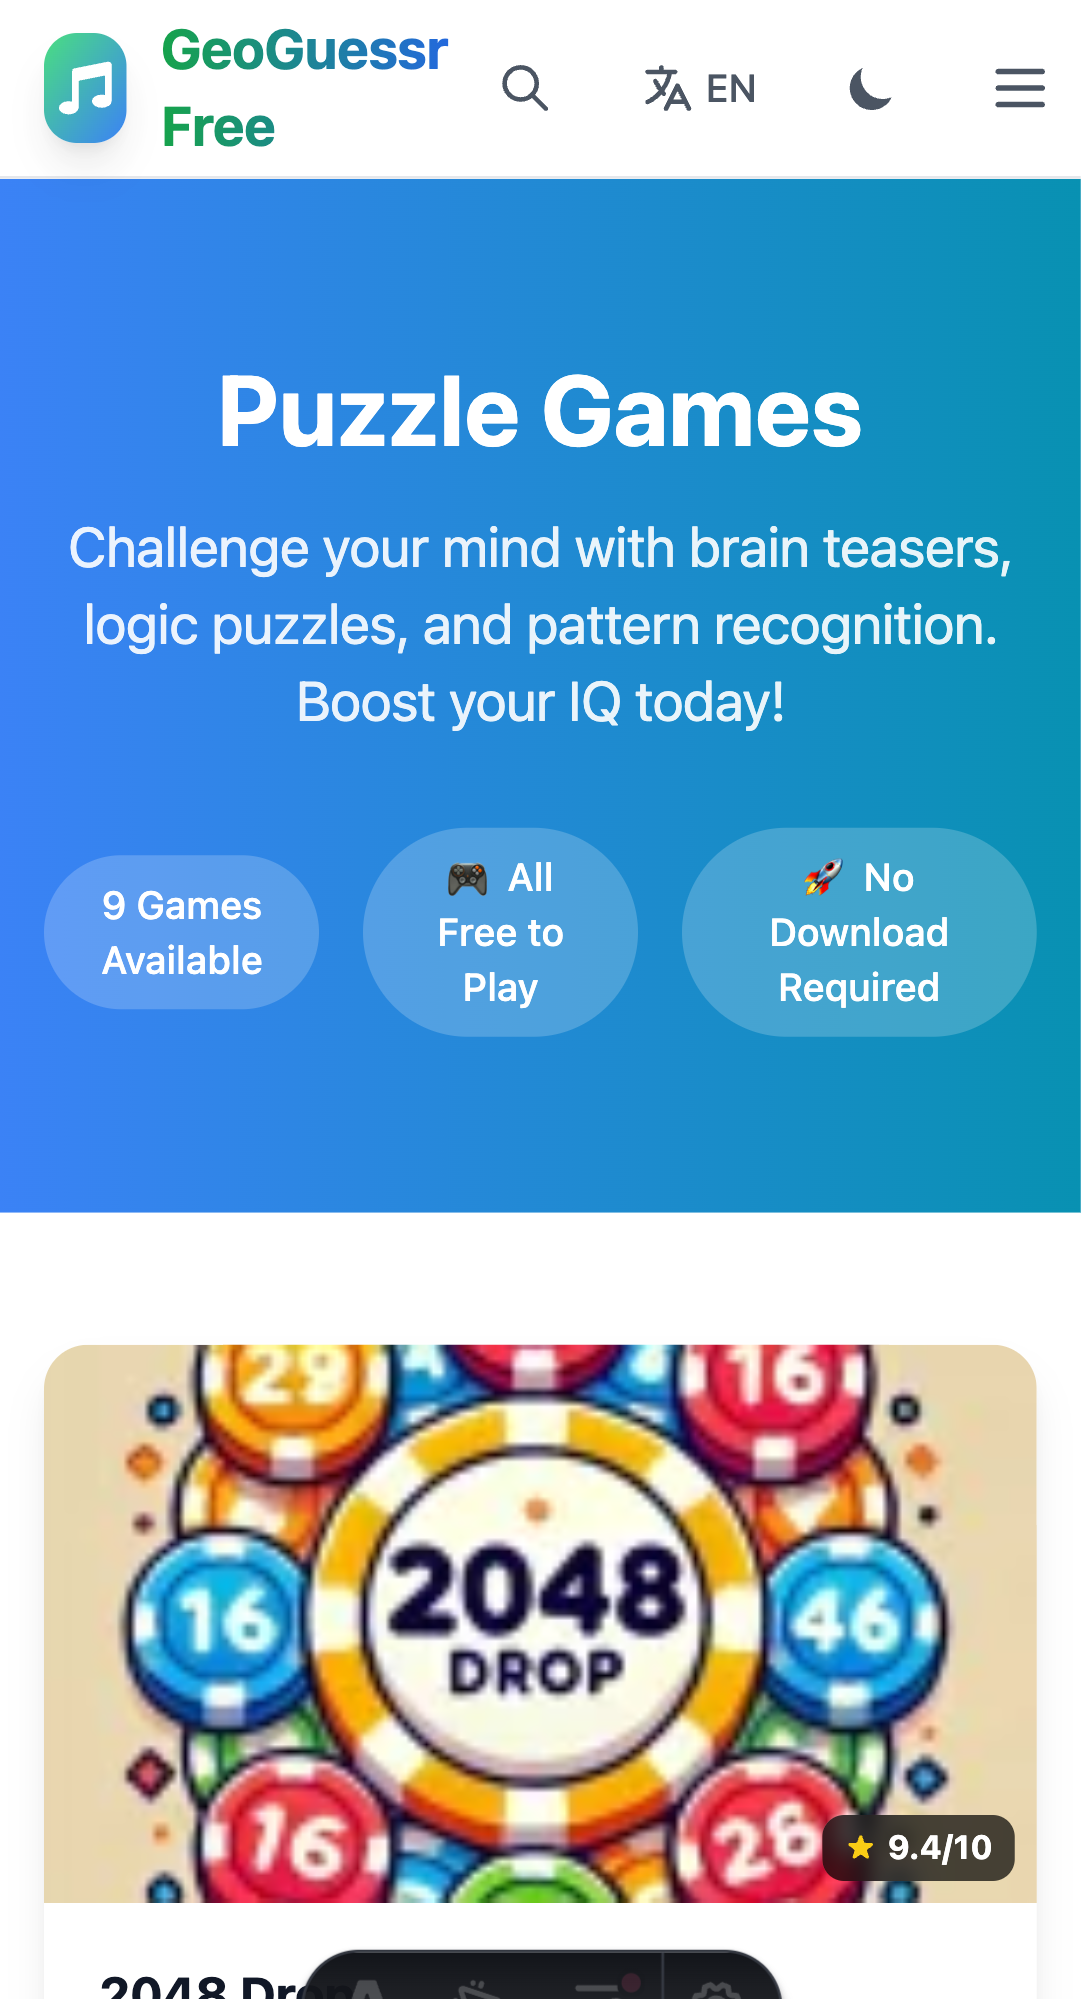 GeoGuessr
Free
EN
Puzzle Games
Challenge your mind with brain teasers,
logic puzzles, and pattern recognition.
Boost your IQ today!
9 Games
Available
🎮 All
Free to
Play
🚀 No
Download
Required
29
16
2048
DROP
16
46
16
26
★ 9.4/10
2048 Drop